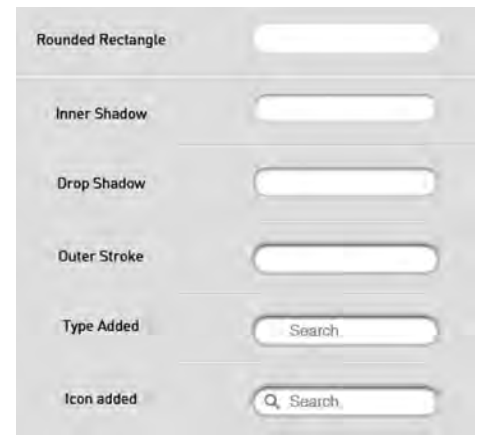 Rounded Rectangle
Inner Shadow
Drop Shadow
Outer Stroke
Type Added
Search
Icon added
Search